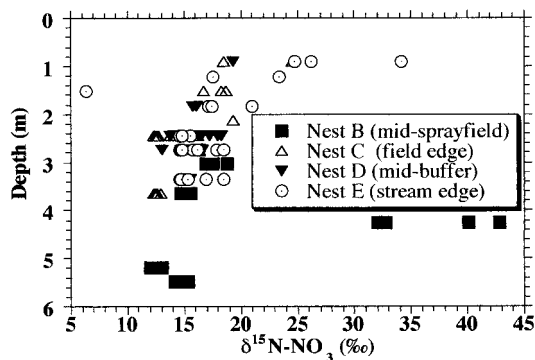 0
1
2
3
4
5
6
Depth (m)
Nest B (mid-sprayfield)
Nest C (field edge)
Nest D (mid-buffer)
Nest E (stream edge)
5 10 15 20 25 30 35 40 45
δ¹⁵N-NO₃ (‰)